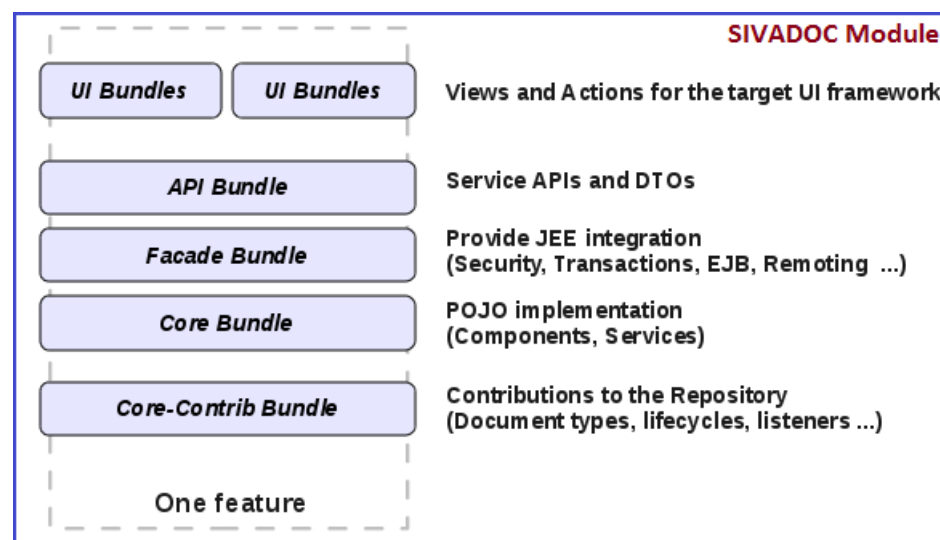 SIVADOC Module
UI Bundles UI Bundles Views and Actions for the target UI framework
API Bundle Service APIs and DTOs
Facade Bundle Provide JEE integration
(Security, Transactions, EJB, Remoting ...)
Core Bundle POJO implementation
(Components, Services)
Core-Contrib Bundle Contributions to the Repository
(Document types, lifecycles, listeners ...)
One feature